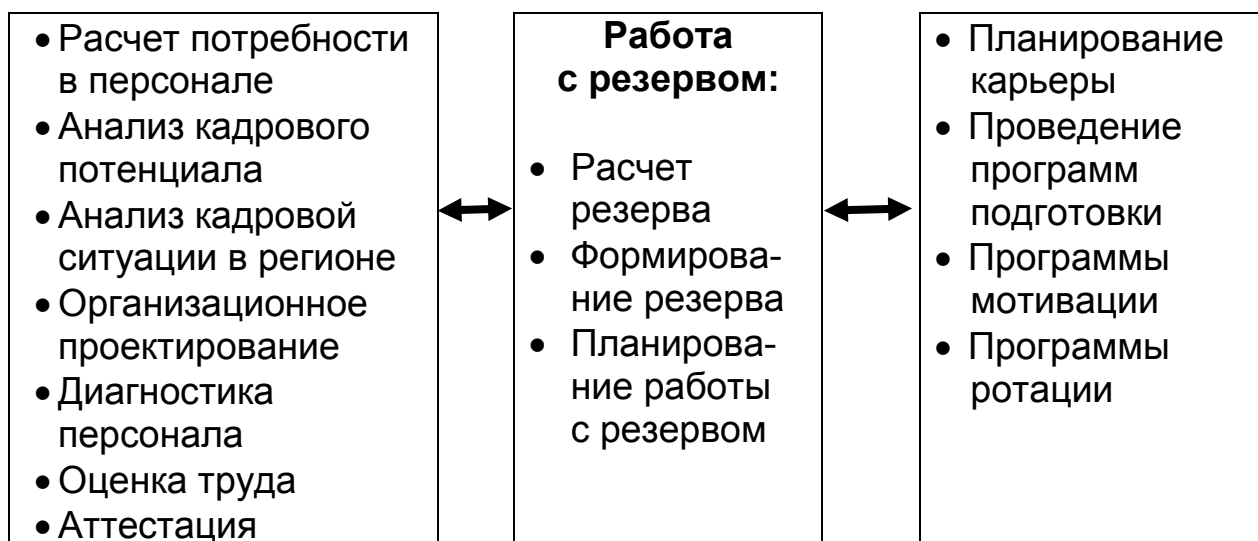 • Расчет потребности
в персонале
• Анализ кадрового
потенциала
• Анализ кадровой
ситуации в регионе
• Организационное
проектирование
• Диагностика
персонала
• Оценка труда
• Аттестация
Работа
с резервом:
• Расчет
резерва
• Формирова-
ние резерва
• Планирова-
ние работы
с резервом
• Планирование
карьеры
• Проведение
программ
подготовки
• Программы
мотивации
• Программы
ротации